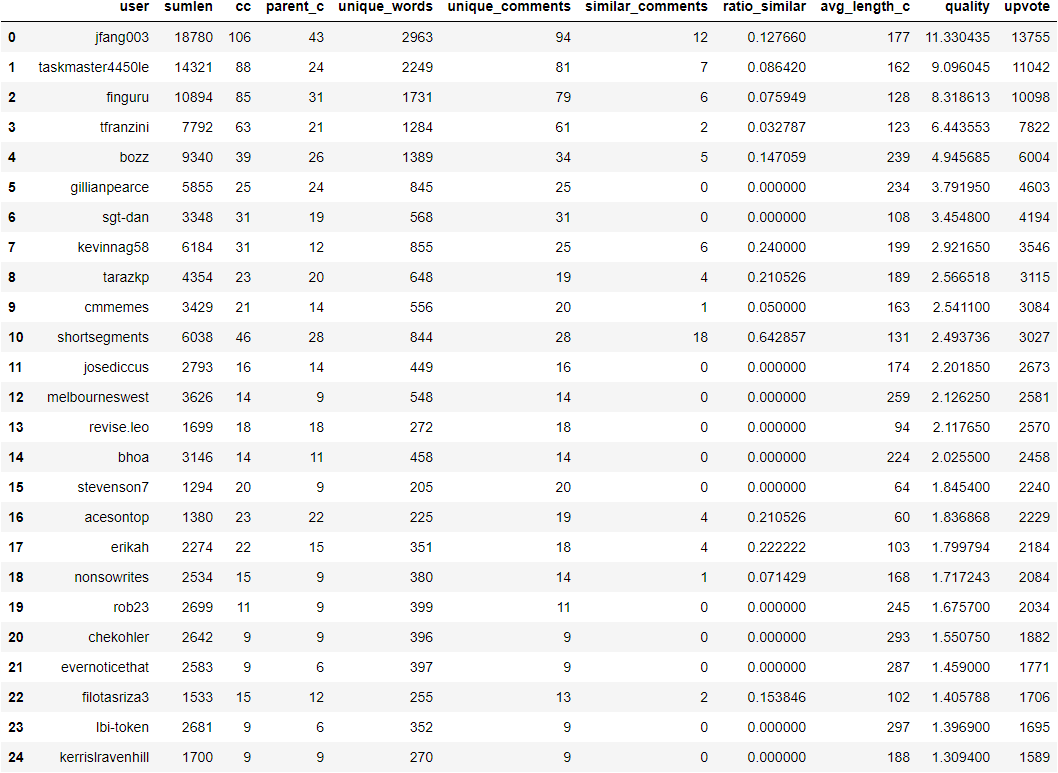 user sumlen cc parent_c unique_words unique_comments similar_comments ratio_similar avg_length_c quality upvote
0 jfang003 18780 106 43 2963 94 12 0.127660 177 11.330435 13755
1 taskmaster4450le 14321 88 24 2249 81 7 0.086420 162 9.096045 11042
2 finguru 10894 85 31 1731 79 6 0.075949 128 8.318613 10098
3 tfranzini 7792 63 21 1284 61 2 0.032787 123 6.443553 7822
4 bozz 9340 39 26 1389 34 5 0.147059 239 4.945685 6004
5 gillianpearce 5855 25 24 845 25 0 0.000000 234 3.791950 4603
6 sgt-dan 3348 31 19 568 31 0 0.000000 108 3.454800 4194
7 kevinnag58 6184 31 12 855 25 6 0.240000 199 2.921650 3546
8 tarazkp 4354 23 20 648 19 4 0.210526 189 2.566518 3115
9 cmmemes 3429 21 14 556 20 1 0.050000 163 2.541100 3084
10 shortsegments 6038 46 28 844 28 18 0.642857 131 2.493736 3027
11 josediccus 2793 16 14 449 16 0 0.000000 174 2.201850 2673
12 melbourneswest 3626 14 9 548 14 0 0.000000 259 2.126250 2581
13 revise.leo 1699 18 18 272 18 0 0.000000 94 2.117650 2570
14 bhoa 3146 14 11 458 14 0 0.000000 224 2.025500 2458
15 stevenson7 1294 20 9 205 20 0 0.000000 64 1.845400 2240
16 acesontop 1380 23 22 225 19 4 0.210526 60 1.836868 2229
17 erikah 2274 22 15 351 18 4 0.222222 103 1.799794 2184
18 nonsowrites 2534 15 9 380 14 1 0.071429 168 1.717243 2084
19 rob23 2699 11 9 399 11 0 0.000000 245 1.675700 2034
20 chekohler 2642 9 9 396 9 0 0.000000 293 1.550750 1882
21 evernoticethat 2583 9 6 397 9 0 0.000000 287 1.459000 1771
22 filotasriza3 1533 15 12 255 13 2 0.153846 102 1.405788 1706
23 lbi-token 2681 9 6 352 9 0 0.000000 297 1.396900 1695
24 kerrislravenhill 1700 9 9 270 9 0 0.000000 188 1.309400 1589